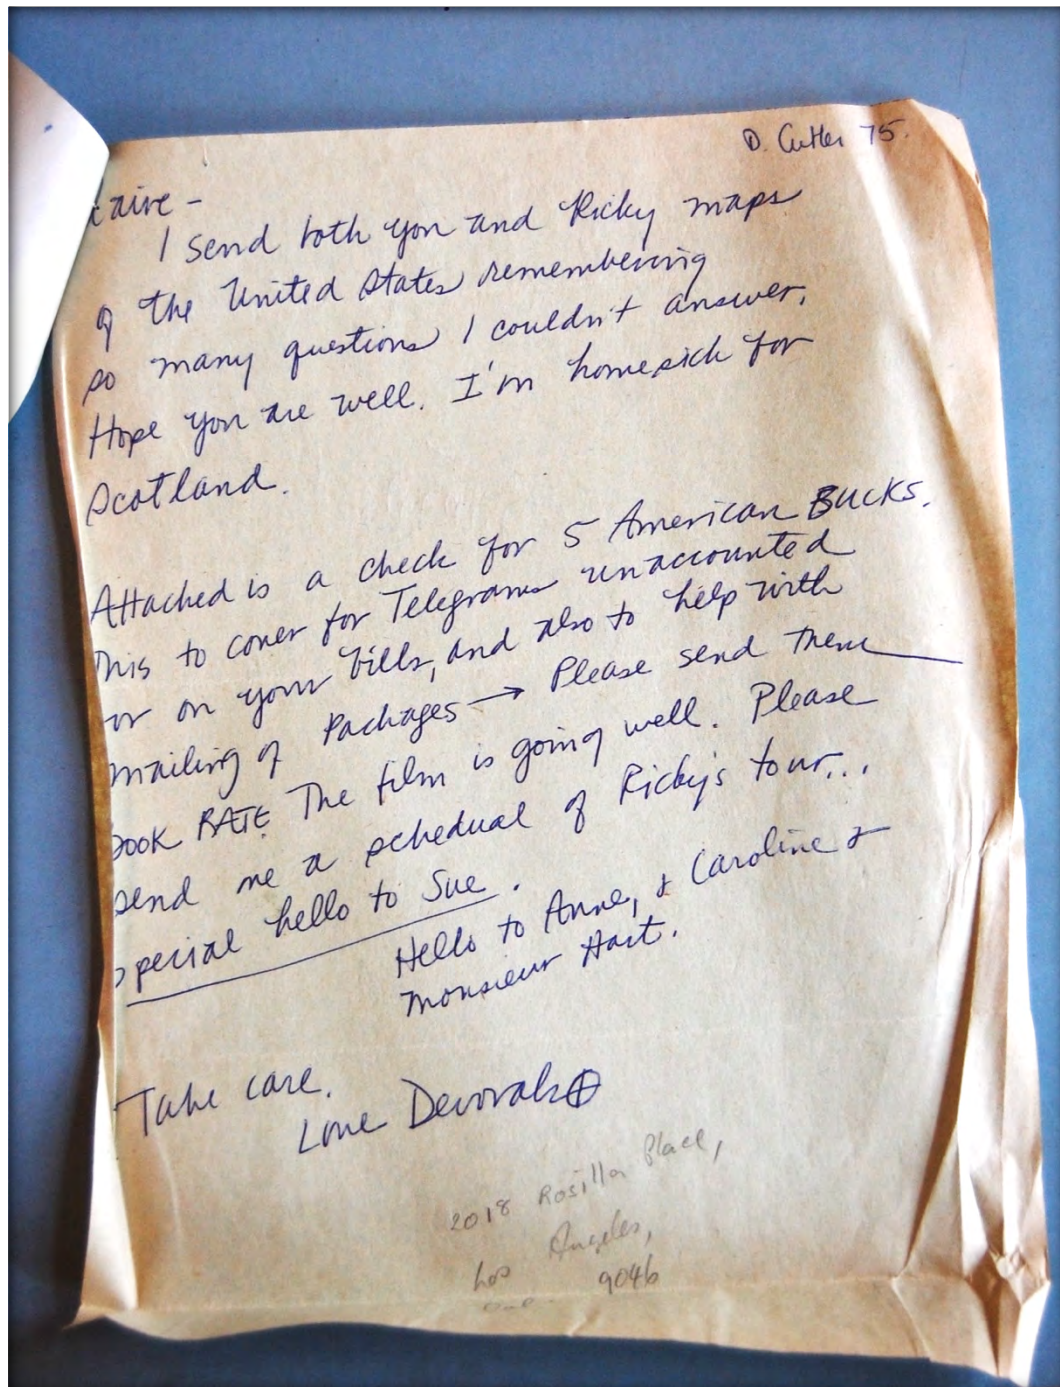 D. Cutler 75.
aire -
I send both you and Ricky maps
of the United States remembering
so many questions I couldn't answer.
Hope you are well. I'm homesick for
Scotland.
Attached is a check for 5 American BUCKS.
This to cover for Telegrams unaccounted
or on your bills, and also to help with
mailing of Packages → Please send them
BOOK RATE. The film is going well. Please
send me a schedual of Ricky's tour...
special hello to Sue.
Hello to Anne, & Caroline &
Monsieur Hart.
Take care.
Love Devorah
2018 Rosilla Place,
Los Angeles,
9046